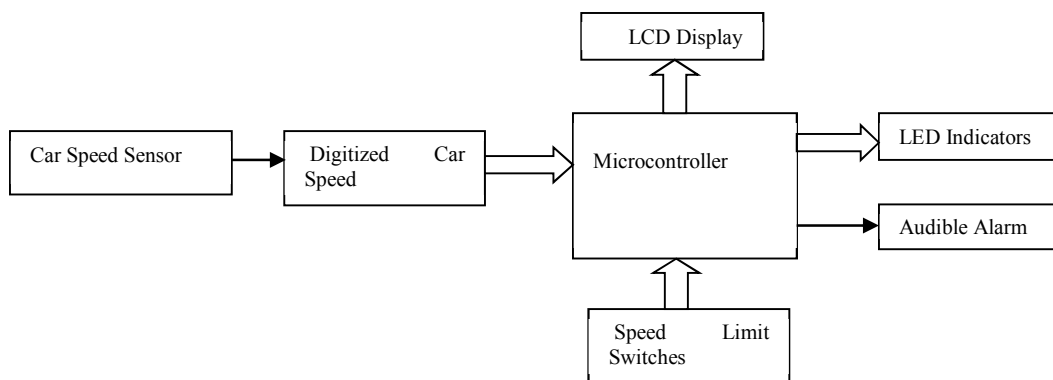 LCD Display
Car Speed Sensor
Digitized Car
Speed
Microcontroller
LED Indicators
Audible Alarm
Speed Limit
Switches